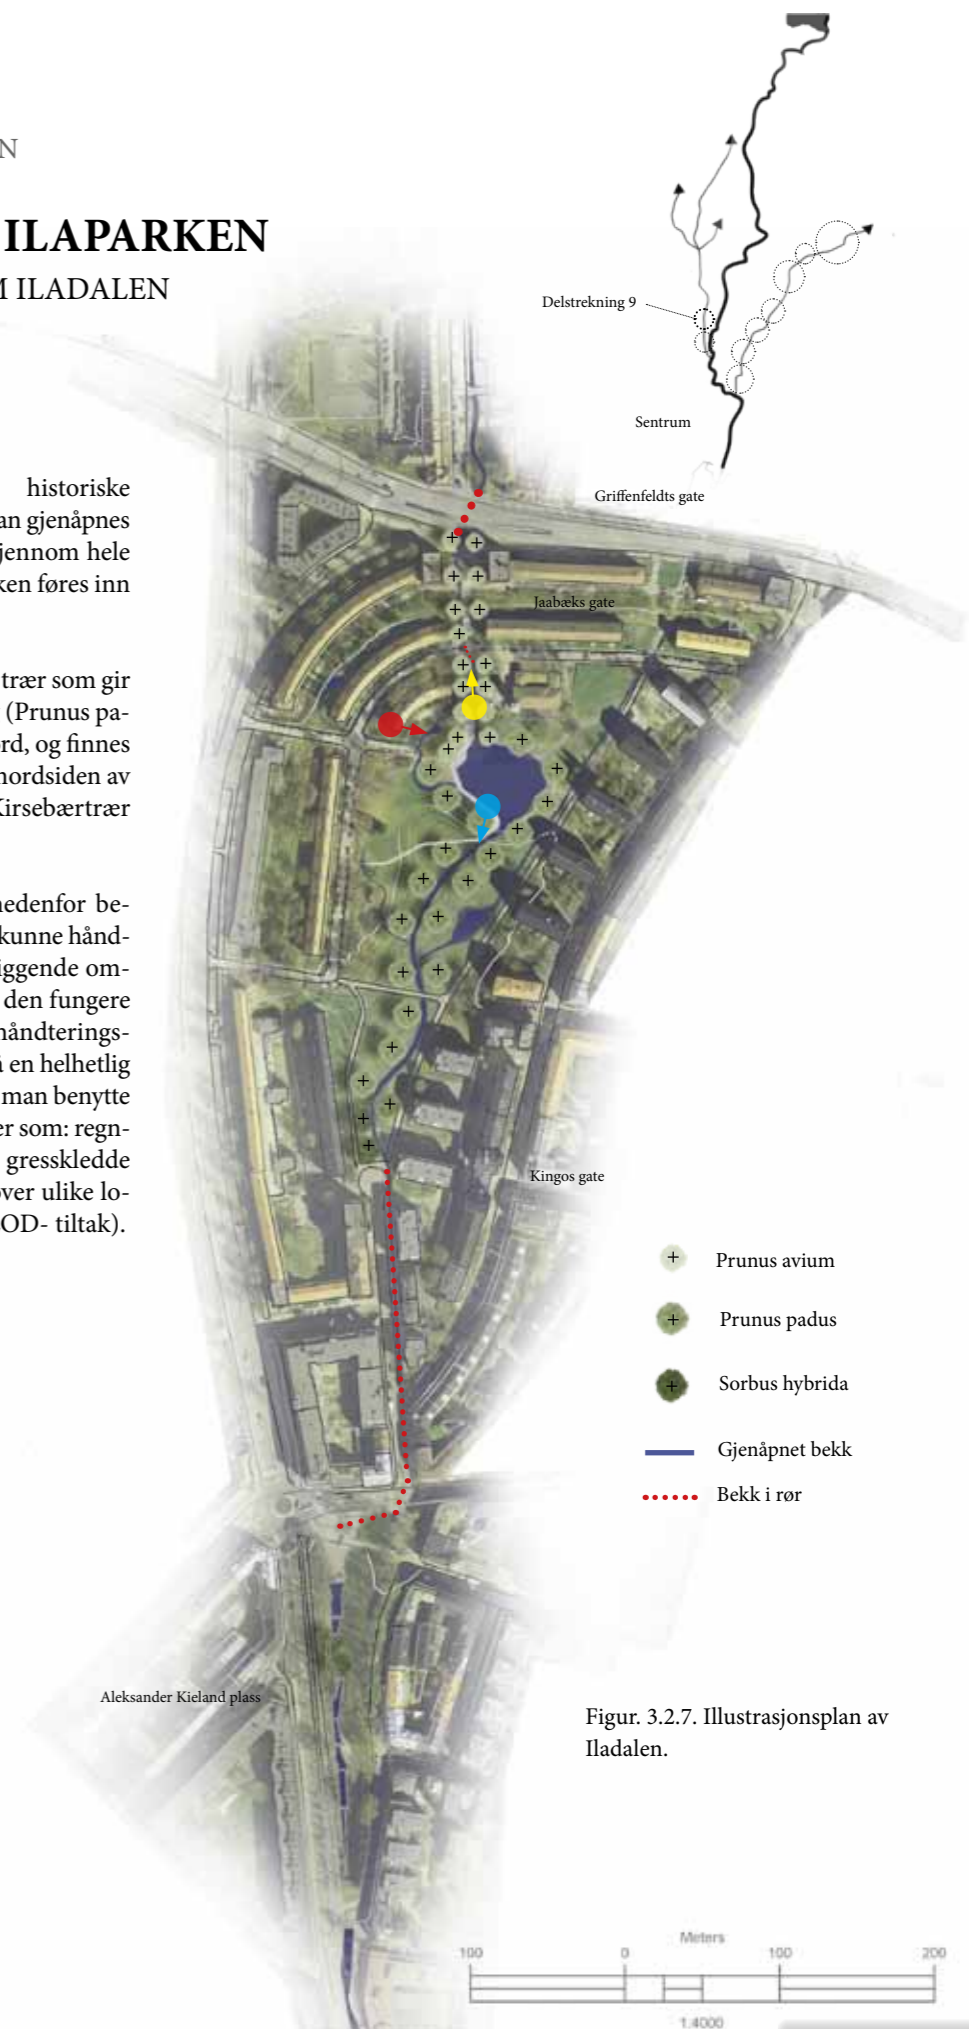 N
ILAPARKEN
M ILADALEN
historiske
an gjenåpnes
jennom hele
ken føres inn
trær som gir
(Prunus pa-
ord, og finnes
nordsiden av
Kirsebærtrær
nedenfor be-
kunne hånd-
iggende om-
den fungere
håndterings-
å en helhetlig
man benytte
er som: regn-
gresskledde
over ulike lo-
OD- tiltak).
Delstrekning 9
Sentrum
Griffenfeldts gate
Jaabæks gate
Kingos gate
+ Prunus avium
+ Prunus padus
+ Sorbus hybrida
Gjenåpnet bekk
Bekk i rør
Aleksander Kieland plass
Figur. 3.2.7. Illustrasjonsplan av
Iladalen.
Meters
100 0 100 200
1:4000